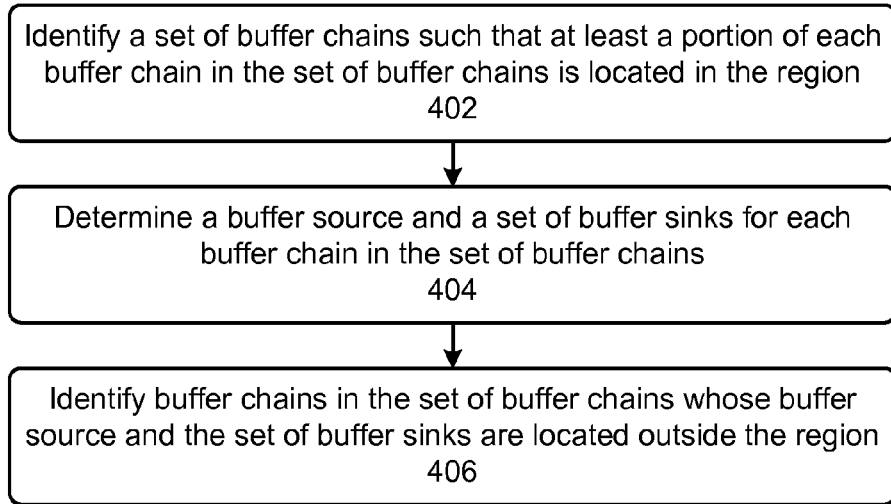 Identify a set of buffer chains such that at least a portion of each
buffer chain in the set of buffer chains is located in the region
402
Determine a buffer source and a set of buffer sinks for each
buffer chain in the set of buffer chains
404
Identify buffer chains in the set of buffer chains whose buffer
source and the set of buffer sinks are located outside the region
406